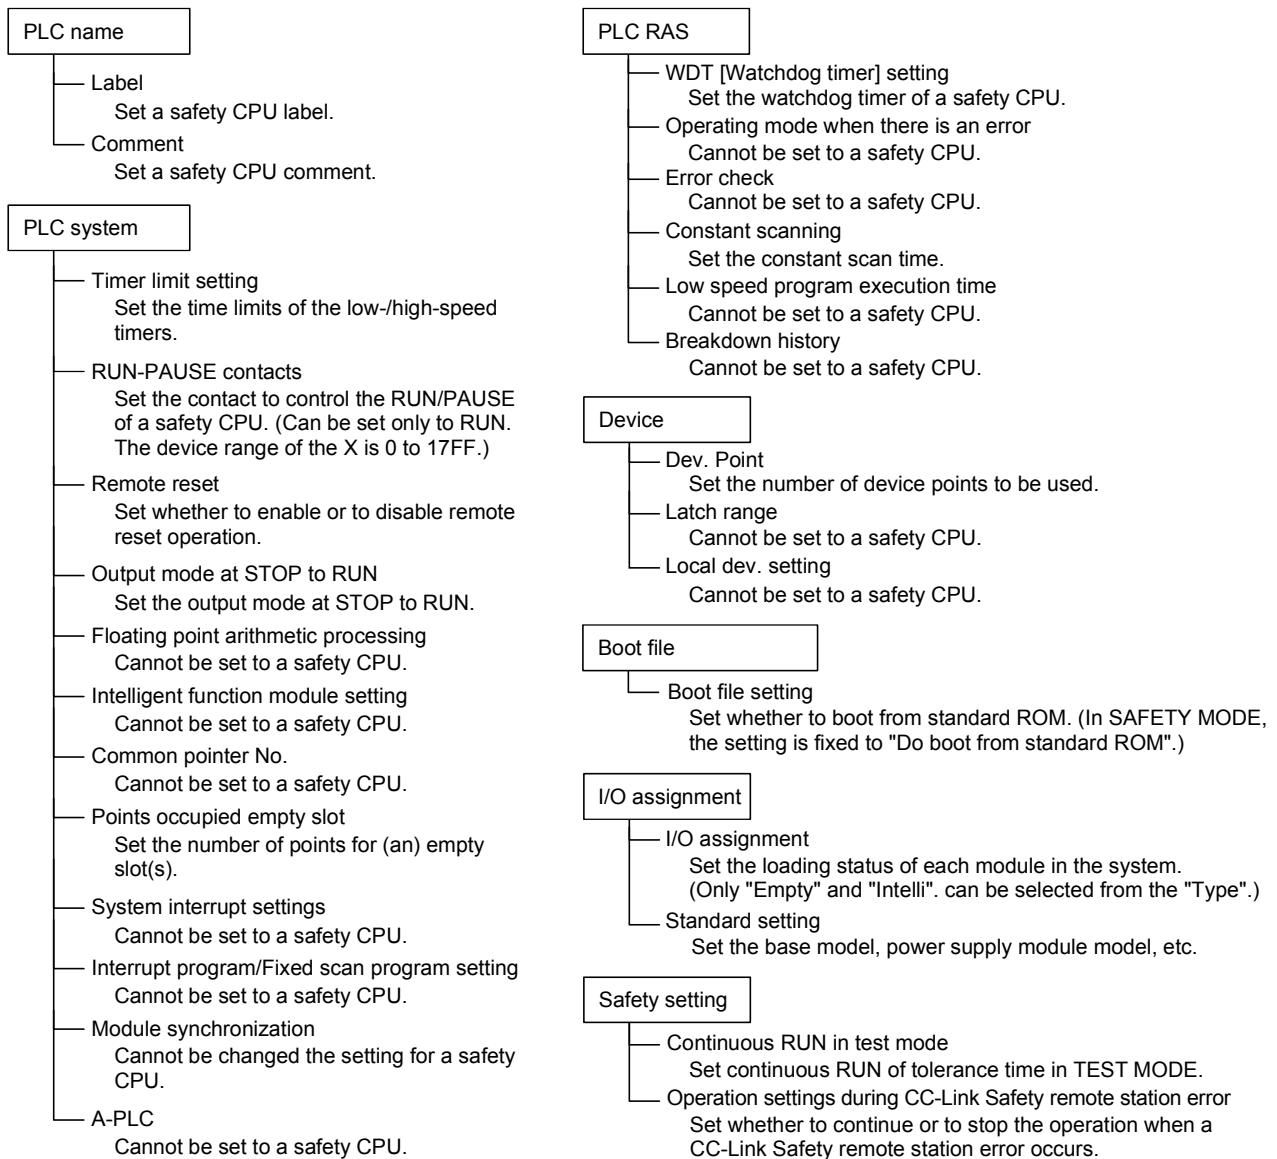 PLC name
Label
Set a safety CPU label.
Comment
Set a safety CPU comment.
PLC system
Timer limit setting
Set the time limits of the low-/high-speed
timers.
RUN-PAUSE contacts
Set the contact to control the RUN/PAUSE
of a safety CPU. (Can be set only to RUN.
The device range of the X is 0 to 17FF.)
Remote reset
Set whether to enable or to disable remote
reset operation.
Output mode at STOP to RUN
Set the output mode at STOP to RUN.
Floating point arithmetic processing
Cannot be set to a safety CPU.
Intelligent function module setting
Cannot be set to a safety CPU.
Common pointer No.
Cannot be set to a safety CPU.
Points occupied empty slot
Set the number of points for (an) empty
slot(s).
System interrupt settings
Cannot be set to a safety CPU.
Interrupt program/Fixed scan program setting
Cannot be set to a safety CPU.
Module synchronization
Cannot be changed the setting for a safety
CPU.
A-PLC
Cannot be set to a safety CPU.
PLC RAS
WDT [Watchdog timer] setting
Set the watchdog timer of a safety CPU.
Operating mode when there is an error
Cannot be set to a safety CPU.
Error check
Cannot be set to a safety CPU.
Constant scanning
Set the constant scan time.
Low speed program execution time
Cannot be set to a safety CPU.
Breakdown history
Cannot be set to a safety CPU.
Device
Dev. Point
Set the number of device points to be used.
Latch range
Cannot be set to a safety CPU.
Local dev. setting
Cannot be set to a safety CPU.
Boot file
Boot file setting
Set whether to boot from standard ROM. (In SAFETY MODE,
the setting is fixed to "Do boot from standard ROM".)
I/O assignment
I/O assignment
Set the loading status of each module in the system.
(Only "Empty" and "Intelli". can be selected from the "Type".)
Standard setting
Set the base model, power supply module model, etc.
Safety setting
Continuous RUN in test mode
Set continuous RUN of tolerance time in TEST MODE.
Operation settings during CC-Link Safety remote station error
Set whether to continue or to stop the operation when a
CC-Link Safety remote station error occurs.